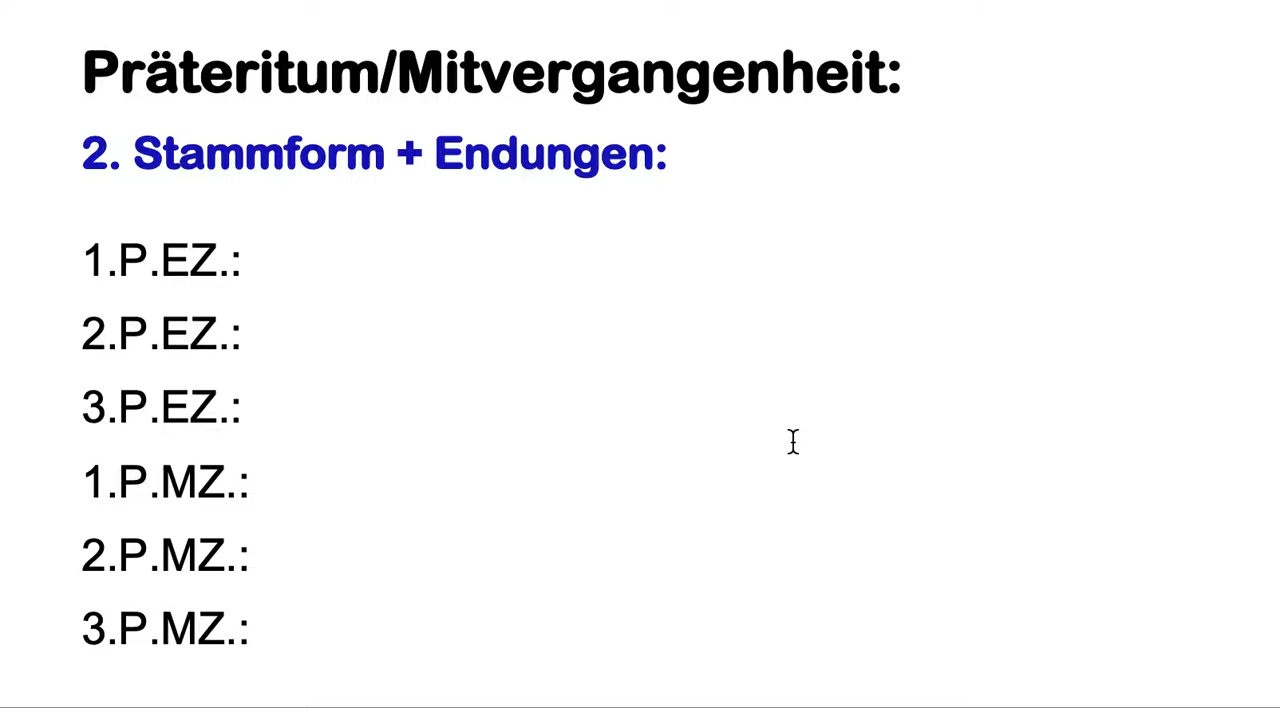 Präteritum/Mitvergangenheit:
2. Stammform + Endungen:
1.P.EZ.:
2.P.EZ.:
3.P.EZ.:
1.P.MZ.:
2.P.MZ.:
3.P.MZ.: